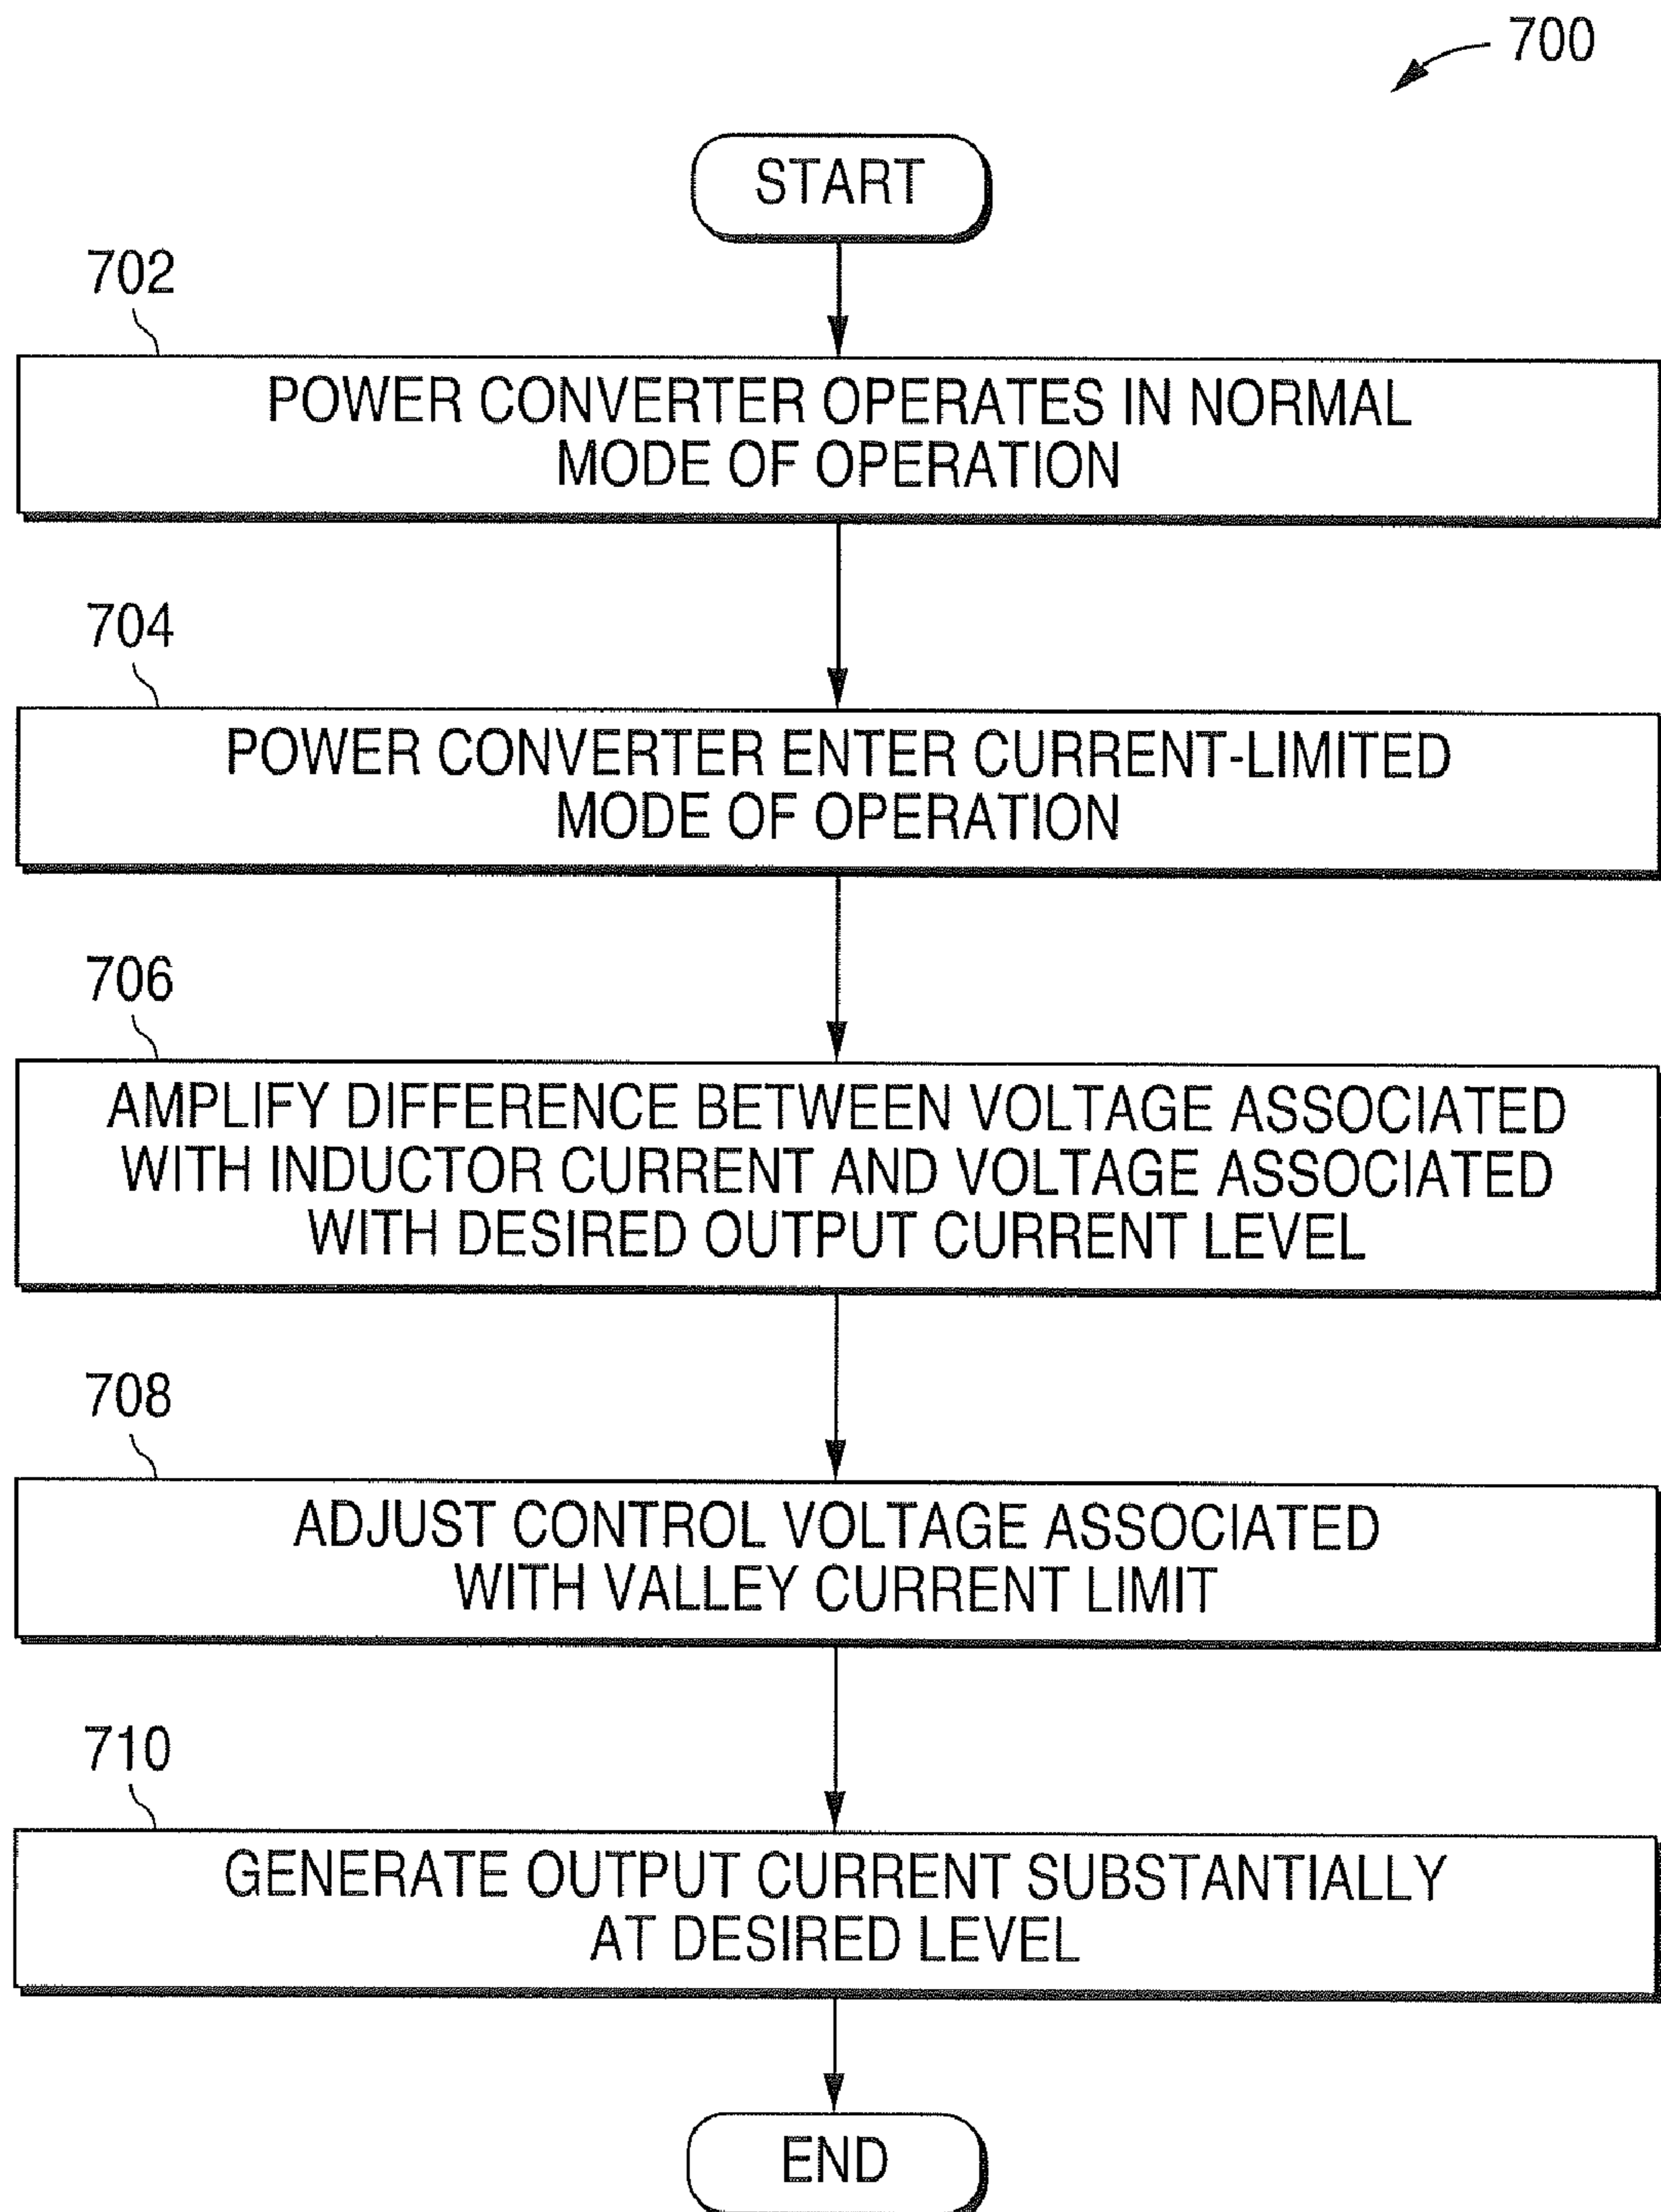 700
START
702
POWER CONVERTER OPERATES IN NORMAL
MODE OF OPERATION
704
POWER CONVERTER ENTER CURRENT-LIMITED
MODE OF OPERATION
706
AMPLIFY DIFFERENCE BETWEEN VOLTAGE ASSOCIATED
WITH INDUCTOR CURRENT AND VOLTAGE ASSOCIATED
WITH DESIRED OUTPUT CURRENT LEVEL
708
ADJUST CONTROL VOLTAGE ASSOCIATED
WITH VALLEY CURRENT LIMIT
710
GENERATE OUTPUT CURRENT SUBSTANTIALLY
AT DESIRED LEVEL
END